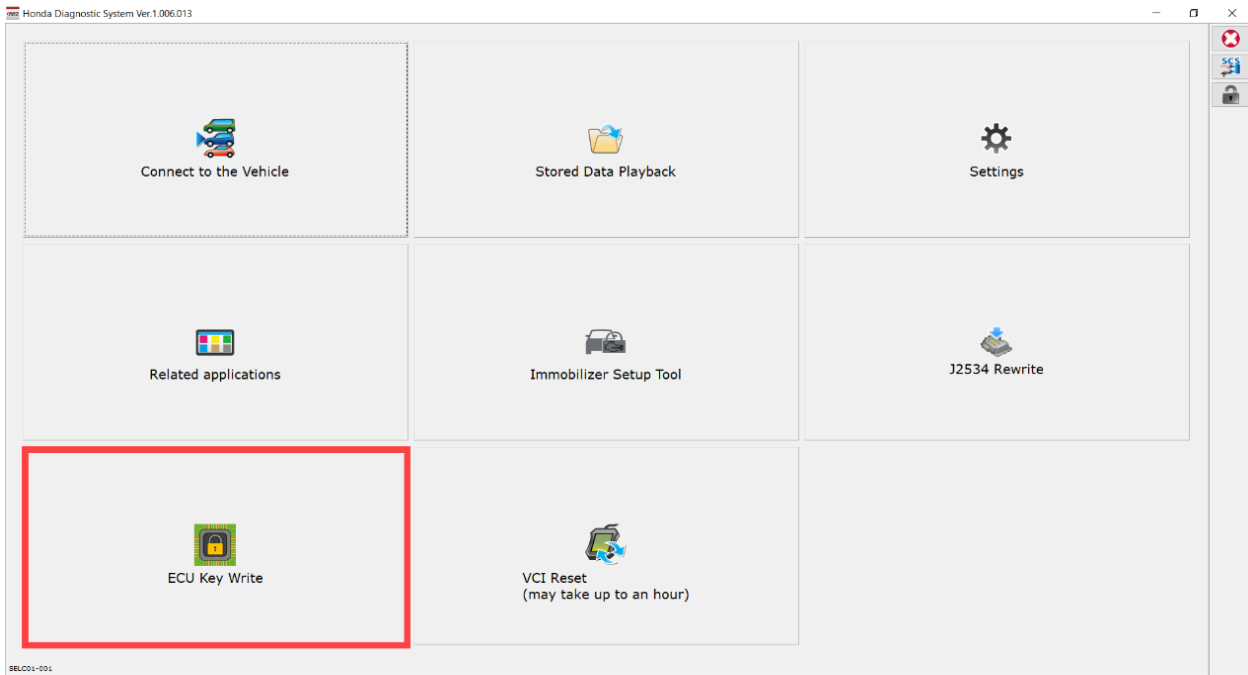 Honda Diagnostic System Ver.1.006.013
SCS
Connect to the Vehicle
Stored Data Playback
Settings
Related applications
Immobilizer Setup Tool
J2534 Rewrite
ECU Key Write
VCI Reset
(may take up to an hour)
SELC01-001